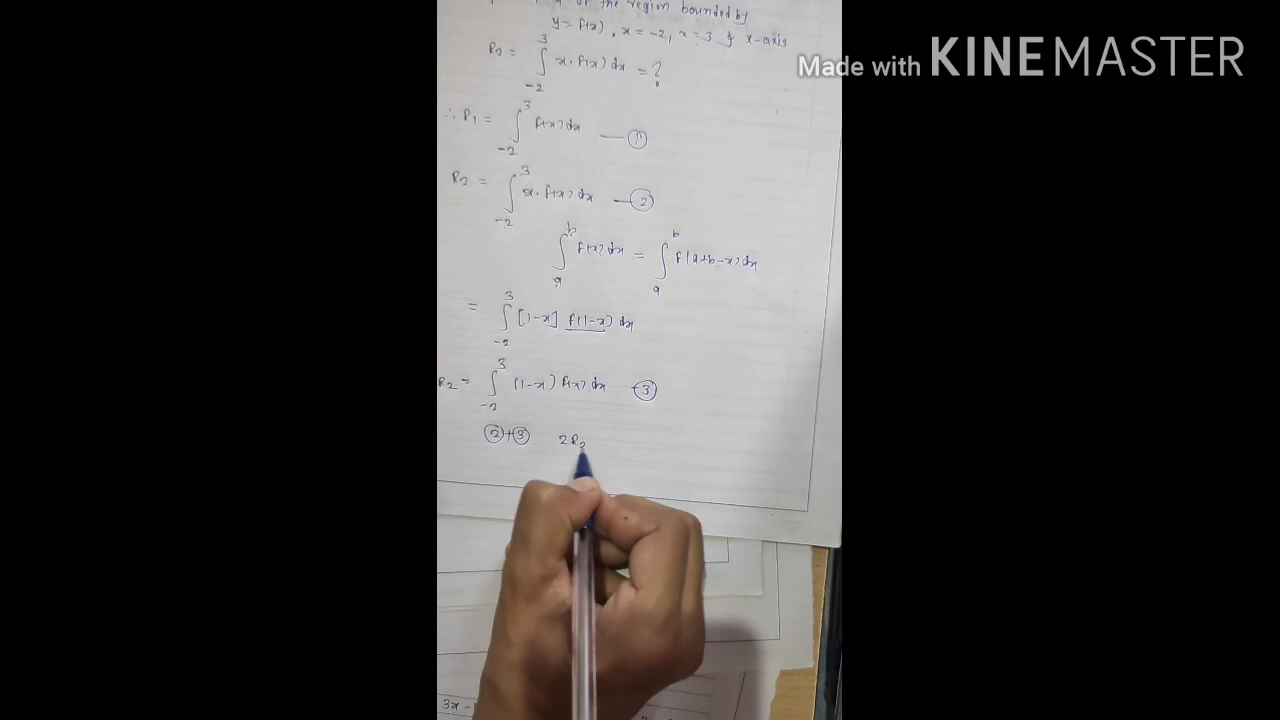 of the region bounded by
y = f(x), x = -2, x = 3 & x-axis
R2 = ∫_{-2}^{3} x·f(x) dx = ?
Made with KINEMASTER
∴ R1 = ∫_{-2}^{3} f(x) dx — ①
R2 = ∫_{-2}^{3} x·f(x) dx — ②
∫_{a}^{b} f(x) dx = ∫_{a}^{b} f(a+b-x) dx
= ∫_{-2}^{3} [1-x] f(1-x) dx
R2 = ∫_{-2}^{3} (1-x) f(x) dx — ③
②+③ 2R2
3x -